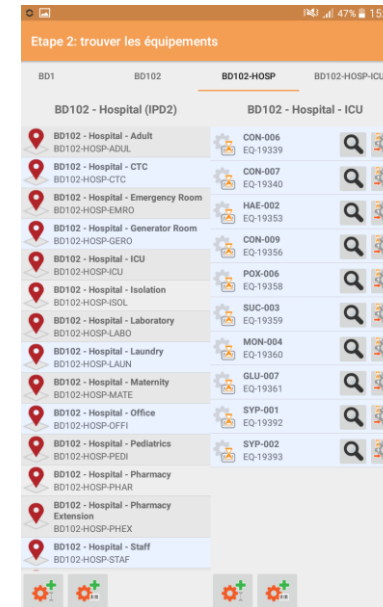 47% 15
Etape 2: trouver les équipements
BD1 BD102 BD102-HOSP BD102-HOSP-ICU
BD102 - Hospital (IPD2)
BD102 - Hospital - Adult
BD102-HOSP-ADUL
BD102 - Hospital - CTC
BD102-HOSP-CTC
BD102 - Hospital - Emergency Room
BD102-HOSP-EMRO
BD102 - Hospital - Generator Room
BD102-HOSP-GERO
BD102 - Hospital - ICU
BD102-HOSP-ICU
BD102 - Hospital - Isolation
BD102-HOSP-ISOL
BD102 - Hospital - Laboratory
BD102-HOSP-LABO
BD102 - Hospital - Laundry
BD102-HOSP-LAUN
BD102 - Hospital - Maternity
BD102-HOSP-MATE
BD102 - Hospital - Office
BD102-HOSP-OFFI
BD102 - Hospital - Pediatrics
BD102-HOSP-PEDI
BD102 - Hospital - Pharmacy
BD102-HOSP-PHAR
BD102 - Hospital - Pharmacy
Extension
BD102-HOSP-PHEX
BD102 - Hospital - Staff
BD102-HOSP-STAF
BD102 - Hospital - ICU
CON-006
EQ-19339
CON-007
EQ-19340
HAE-002
EQ-19353
CON-009
EQ-19356
POX-006
EQ-19358
SUC-003
EQ-19359
MON-004
EQ-19360
GLU-007
EQ-19361
SYP-001
EQ-19392
SYP-002
EQ-19393